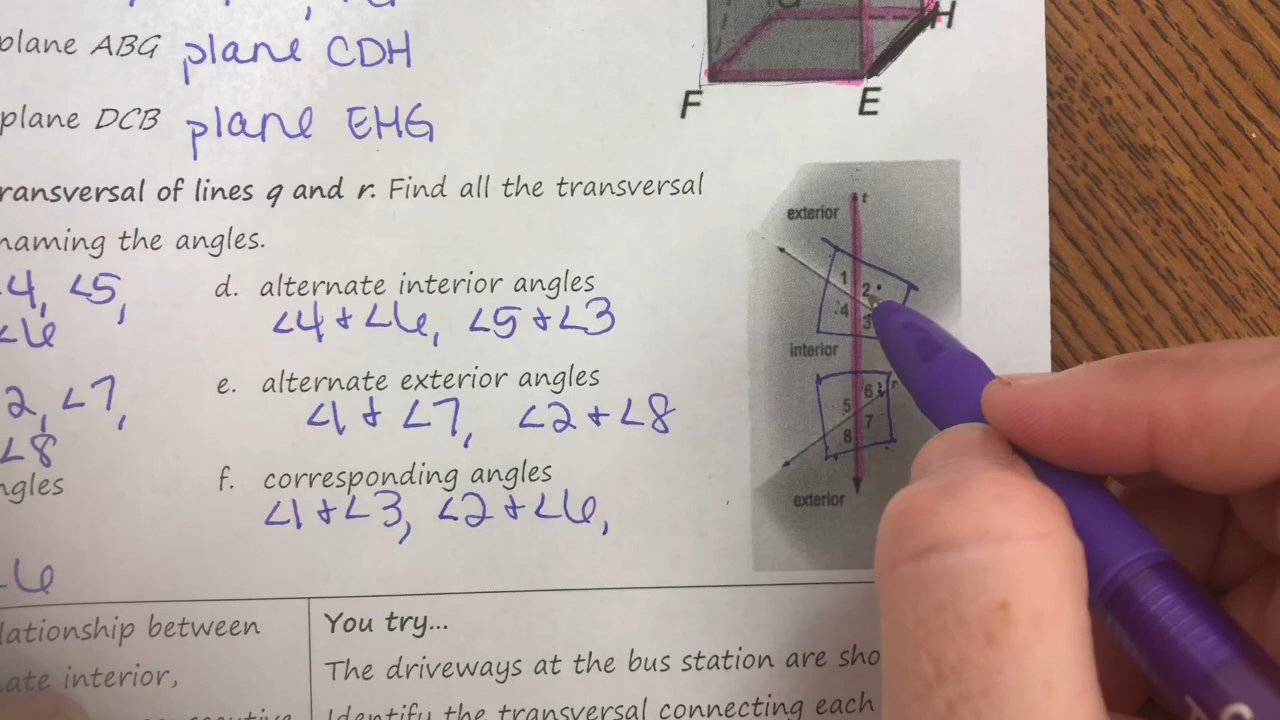 plane ABG plane CDH
plane DCB plane EHG
H
F
E
ransversal of lines q and r. Find all the transversal
naming the angles.
4, ∠5,
∠6
2, ∠7,
∠8
ngles
6
d. alternate interior angles
∠4 + ∠6, ∠5 + ∠3
e. alternate exterior angles
∠1 + ∠7, ∠2 + ∠8
f. corresponding angles
∠1 + ∠3, ∠2 + ∠6,
t
exterior
1 2
4 3
interior
6 r
5
7
8
exterior
lationship between
ate interior,
You try...
The driveways at the bus station are sho
Identify the transversal connecting each